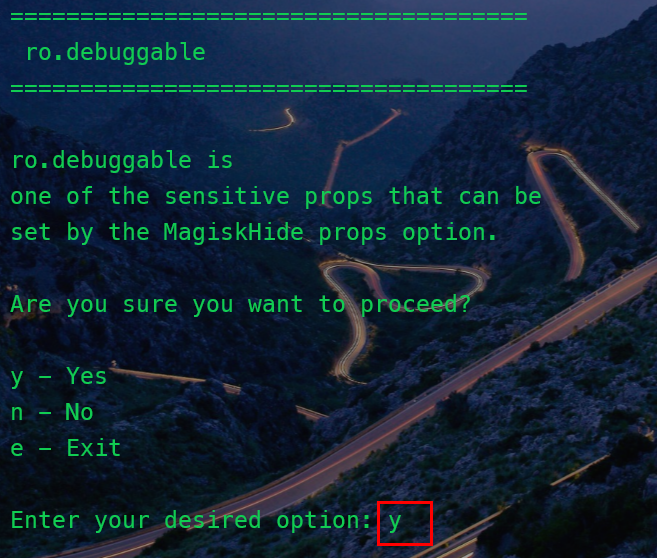 =====================================
ro.debuggable
=====================================
ro.debuggable is
one of the sensitive props that can be
set by the MagiskHide props option.
Are you sure you want to proceed?
y – Yes
n – No
e – Exit
Enter your desired option: y